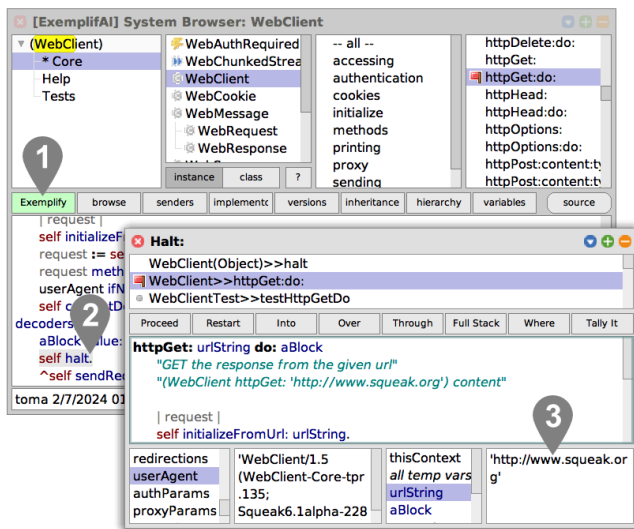 [ExemplifAI] System Browser: WebClient
(WebClient)
* Core
Help
Tests
WebAuthRequired
WebChunkedStrea
WebClient
WebCookie
WebMessage
WebRequest
WebResponse
instance class ?
-- all --
accessing
authentication
cookies
initialize
methods
printing
proxy
sending
httpDelete:do:
httpGet:
httpGet:do:
httpHead:
httpHead:do:
httpOptions:
httpOptions:do:
httpPost:content:ty
httpPost:content:ty
1
Exemplify browse senders implemento versions inheritance hierarchy variables source
| request |
self initializeFr
request := se
request meth
userAgent ifN
self
decoders
aBlock value:
self halt.
^self sendRec
2
toma 2/7/2024 01
Halt:
WebClient(Object)>>halt
WebClient>>httpGet:do:
WebClientTest>>testHttpGetDo
Proceed Restart Into Over Through Full Stack Where Tally It
httpGet: urlString do: aBlock
"GET the response from the given url"
"(WebClient httpGet: 'http://www.squeak.org') content"
| request |
self initializeFromUrl: urlString.
3
redirections
userAgent
authParams
proxyParams
'WebClient/1.5
(WebClient-Core-tpr
.135;
Squeak6.1alpha-228
thisContext
all temp vars
urlString
aBlock
'http://www.squeak.or
g'